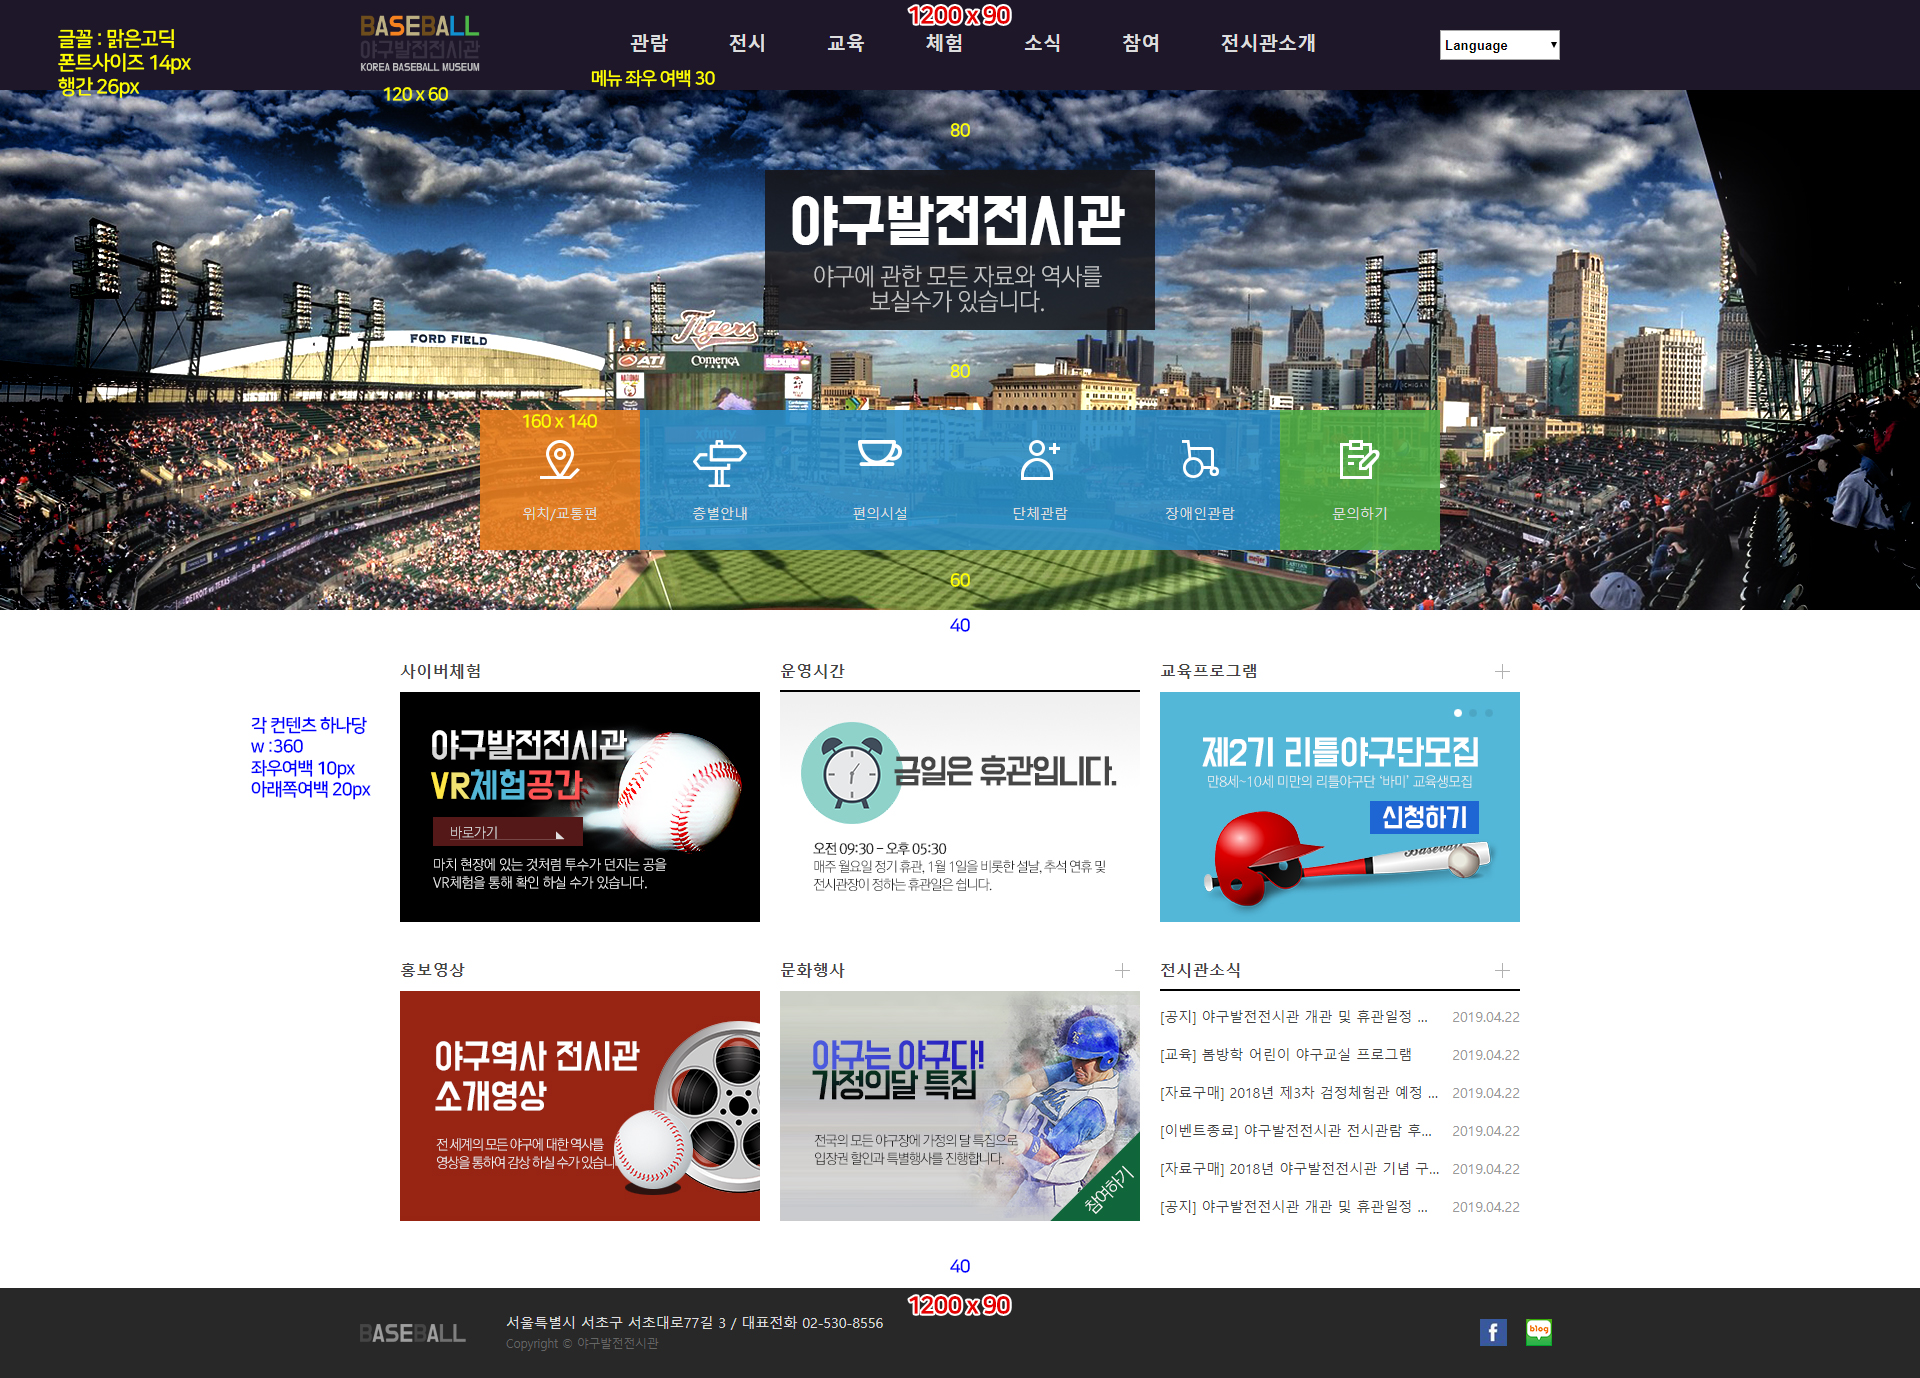 1200 x 90
글꼴 : 맑은고딕
폰트사이즈 14px
행간 26px
BASEBALL
야구발전전시관
KOREA BASEBALL MUSEUM
120 x 60
관람 전시 교육 체험 소식 참여 전시관소개
메뉴 좌우 여백 30
Language
80
야구발전전시관
야구에 관한 모든 자료와 역사를
보실수가 있습니다.
FORD FIELD
Tigers
ATI
COMERICA
PARK
80
160 x 140
위치/교통편 층별안내 편의시설 단체관람 장애인관람 문의하기
60
40
각 컨텐츠 하나당
w :360
좌우여백 10px
아래쪽여백 20px
사이버체험
야구발전전시관
VR체험공간
바로가기
마치 현장에 있는 것처럼 투수가 던지는 공을
VR체험을 통해 확인 하실 수가 있습니다.
운영시간
금일은 휴관입니다.
오전 09:30 – 오후 05:30
매주 월요일 정기 휴관, 1월 1일을 비롯한 설날, 추석 연휴 및
전시관장이 정하는 휴관일은 쉽니다.
교육프로그램
제2기 리틀야구단모집
만8세~10세 미만의 리틀야구단 ‘바미’ 교육생모집
신청하기
Baseball
홍보영상
야구역사 전시관
소개영상
전 세계의 모든 야구에 대한 역사를
영상을 통하여 감상 하실 수가 있습니
문화행사
야구는 야구다!
가정의달 특집
전국의 모든 야구장에 가정의 달 특집으로
입장권 할인과 특별행사를 진행합니다.
참여하기
전시관소식
[공지] 야구발전전시관 개관 및 휴관일정 ... 2019.04.22
[교육] 봄방학 어린이 야구교실 프로그램 2019.04.22
[자료구매] 2018년 제3차 검정체험관 예정 ... 2019.04.22
[이벤트종료] 야구발전전시관 전시관람 후... 2019.04.22
[자료구매] 2018년 야구발전전시관 기념 구... 2019.04.22
[공지] 야구발전전시관 개관 및 휴관일정 ... 2019.04.22
40
1200 x 90
BASEBALL
서울특별시 서초구 서초대로77길 3 / 대표전화 02-530-8556
Copyright © 야구발전전시관
f
blog